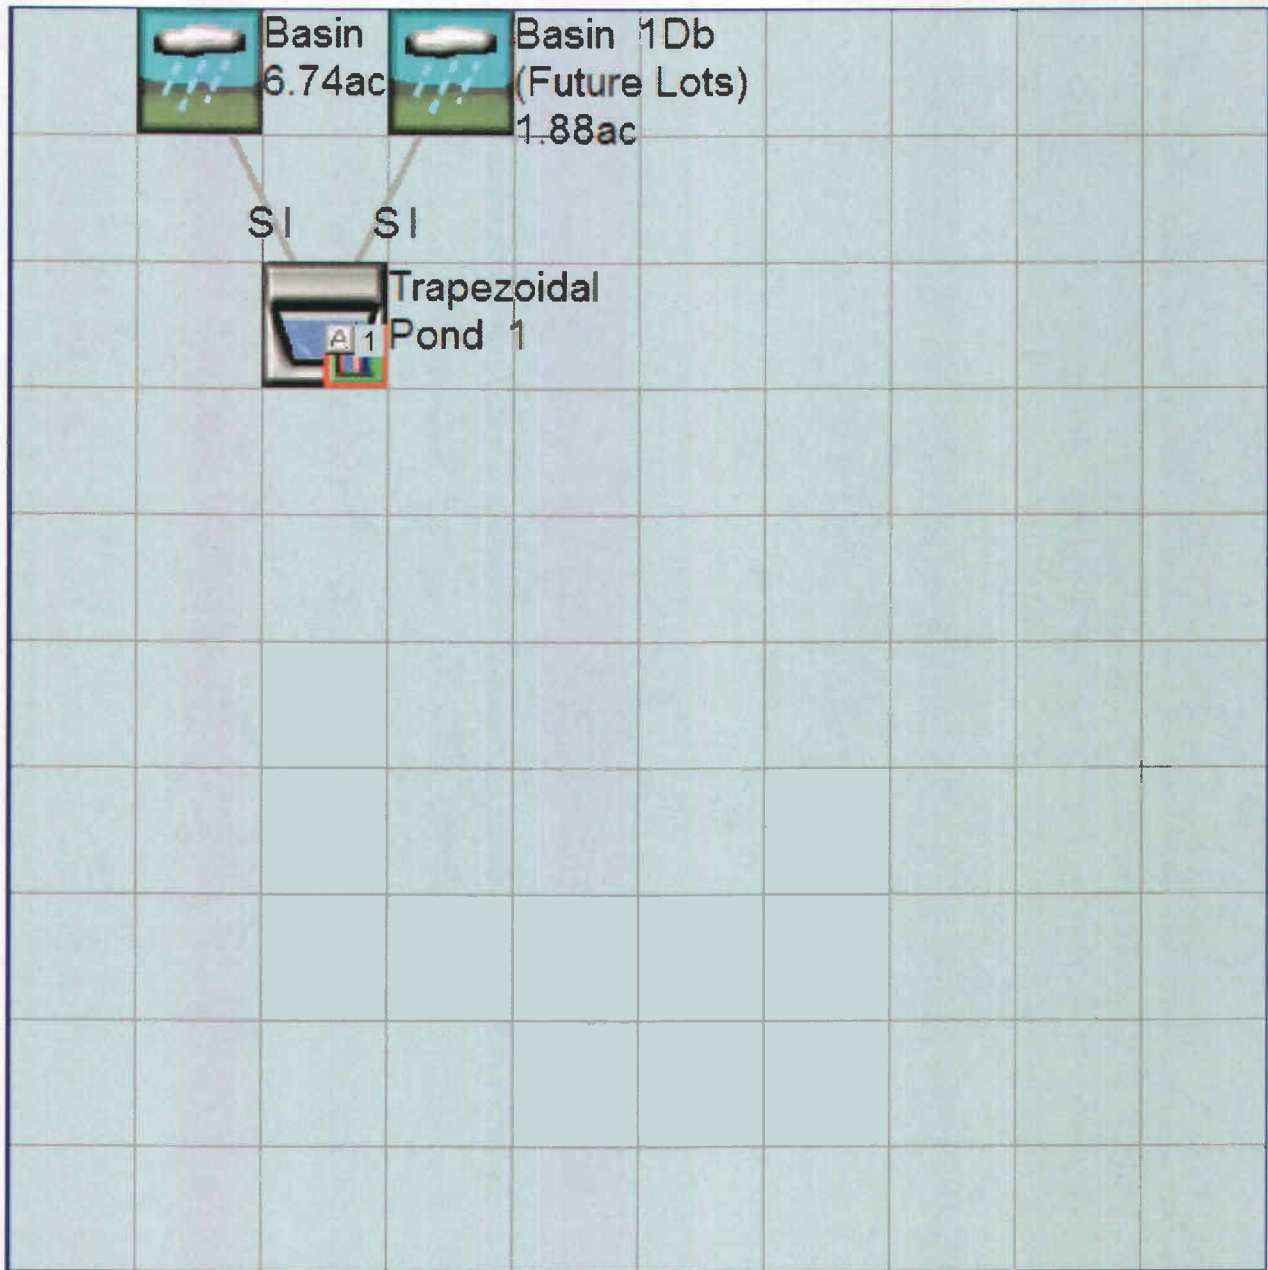 Basin
6.74ac
Basin 1Db
(Future Lots)
1.88ac
SI
SI
Trapezoidal
Pond 1
A 1